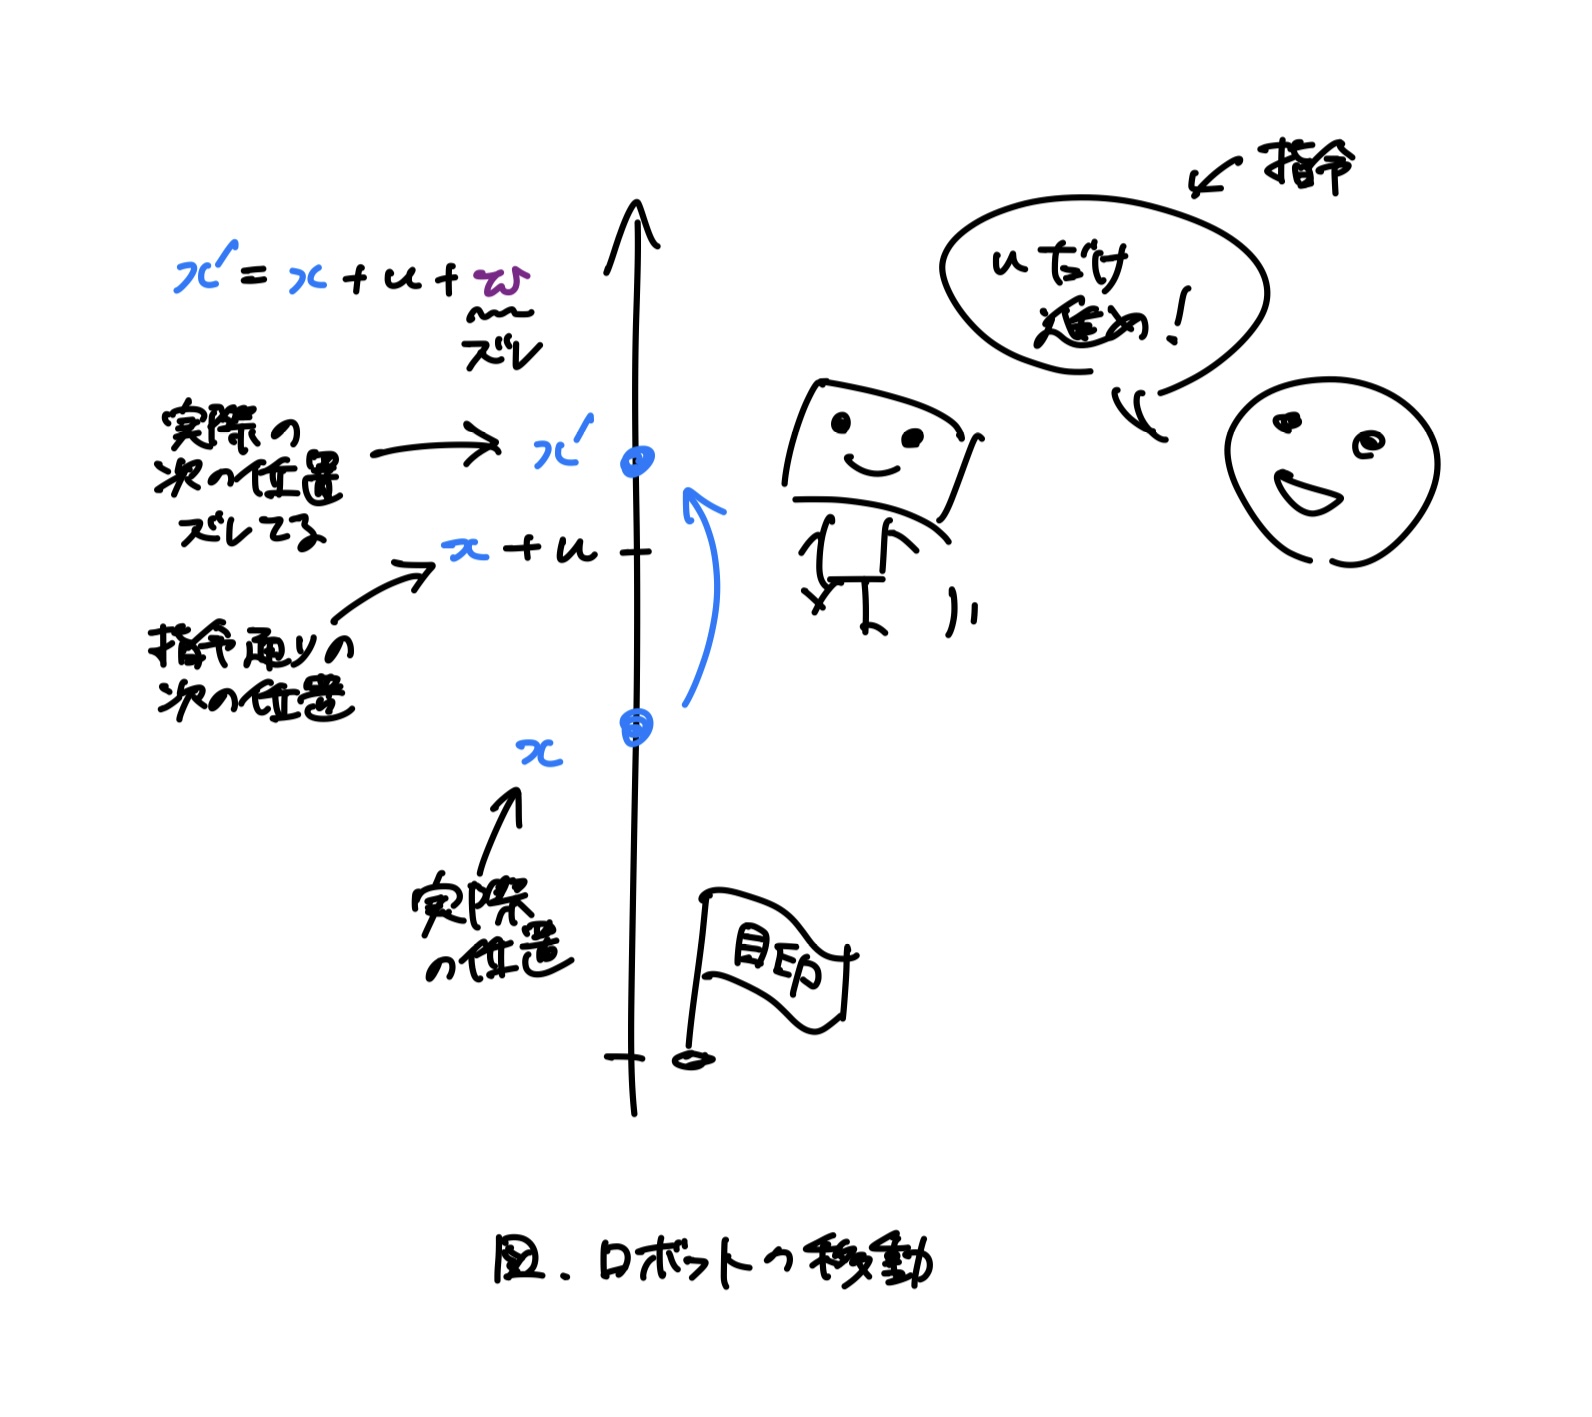 指令
uだけ
進め!
x′ = x + u + w
ズレ
実際の
次の位置
ズレてる
x′
x + u
指令通りの
次の位置
x
実際
の位置
目印
図. ロボットの移動